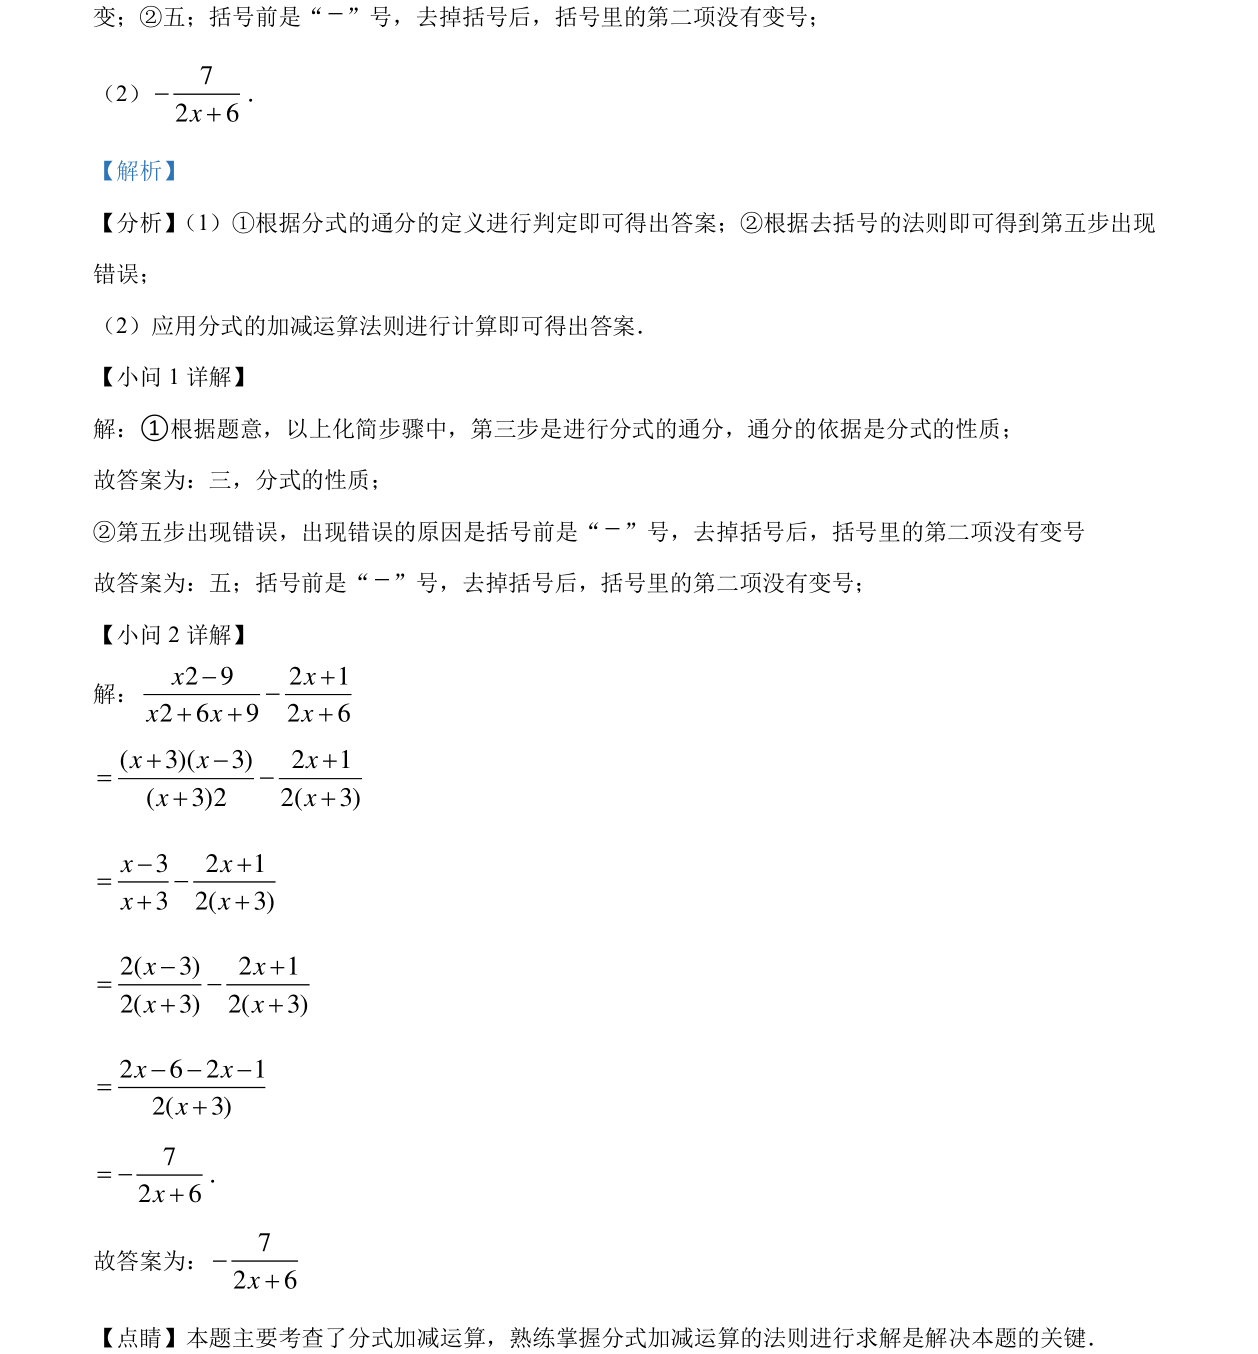 变；②五；括号前是“－”号，去掉括号后，括号里的第二项没有变号；
（2）$-\frac{7}{2x+6}$．
【解析】
【分析】（1）①根据分式的通分的定义进行判定即可得出答案；②根据去括号的法则即可得到第五步出现
错误；
（2）应用分式的加减运算法则进行计算即可得出答案．
【小问 1 详解】
解：①根据题意，以上化简步骤中，第三步是进行分式的通分，通分的依据是分式的性质；
故答案为：三，分式的性质；
②第五步出现错误，出现错误的原因是括号前是“－”号，去掉括号后，括号里的第二项没有变号
故答案为：五；括号前是“－”号，去掉括号后，括号里的第二项没有变号；
【小问 2 详解】
解：$\frac{x2-9}{x2+6x+9}-\frac{2x+1}{2x+6}$
$=\frac{(x+3)(x-3)}{(x+3)2}-\frac{2x+1}{2(x+3)}$
$=\frac{x-3}{x+3}-\frac{2x+1}{2(x+3)}$
$=\frac{2(x-3)}{2(x+3)}-\frac{2x+1}{2(x+3)}$
$=\frac{2x-6-2x-1}{2(x+3)}$
$=-\frac{7}{2x+6}$．
故答案为：$-\frac{7}{2x+6}$
【点睛】本题主要考查了分式加减运算，熟练掌握分式加减运算的法则进行求解是解决本题的关键．